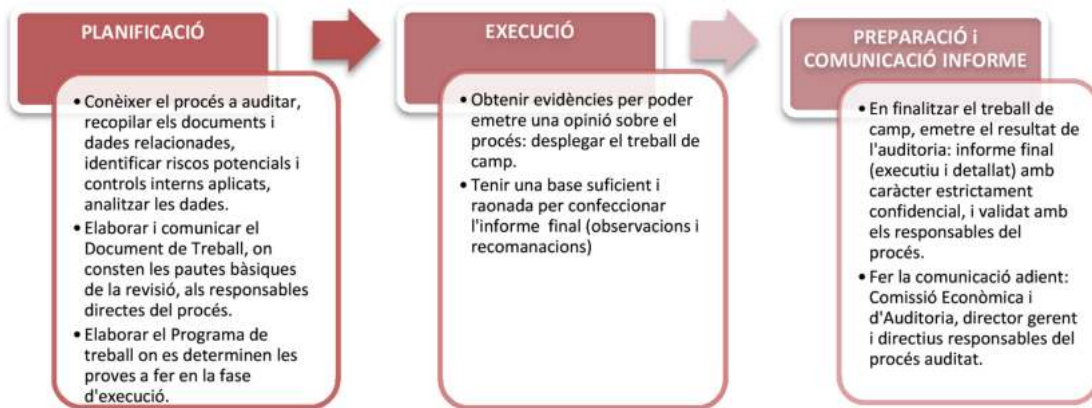 PLANIFICACIÓ
• Conèixer el procés a auditar,
recopilar els documents i
dades relacionades,
identificar riscos potencials i
controls interns aplicats,
analitzar les dades.
• Elaborar i comunicar el
Document de Treball, on
consten les pautes bàsiques
de la revisió, als responsables
directes del procés.
• Elaborar el Programa de
treball on es determinen les
proves a fer en la fase
d'execució.
EXECUCIÓ
• Obtenir evidències per poder
emetre una opinió sobre el
procés: desplegar el treball de
camp.
• Tenir una base suficient i
raonada per confeccionar
l'informe final (observacions i
recomanacions)
PREPARACIÓ i
COMUNICACIÓ INFORME
• En finalitzar el treball de
camp, emetre el resultat de
l'auditoria: informe final
(executiu i detallat) amb
caràcter estrictament
confidencial, i validat amb
els responsables del
procés.
• Fer la comunicació adient:
Comissió Econòmica i
d'Auditoria, director gerent
i directius responsables del
procés auditat.